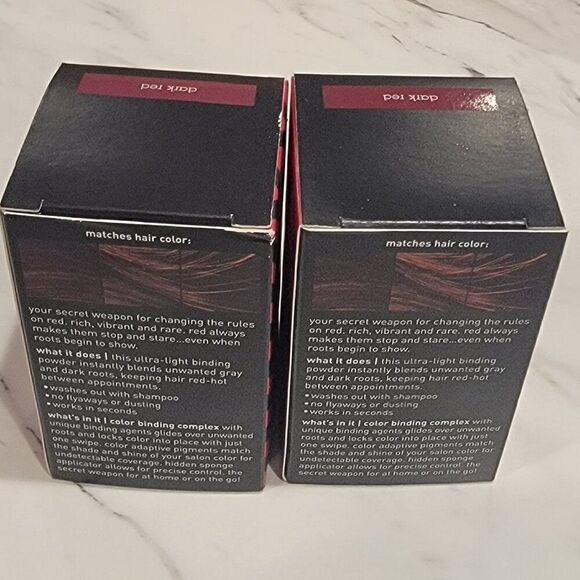 dark red
matches hair color:
your secret weapon for changing the rules
on red. rich, vibrant and rare. red always
makes them stop and stare...even when
roots begin to show.
what it does | this ultra-light binding
powder instantly blends unwanted gray
and dark roots, keeping hair red-hot
between appointments.
• washes out with shampoo
• no flyaways or dusting
• works in seconds
what's in it | color binding complex with
unique binding agents glides over unwanted
roots and locks color into place with just
one swipe. color adaptive pigments match
the shade and shine of your salon color for
undetectable coverage. hidden sponge
applicator allows for precise control. the
secret weapon for at home or on the go!
dark red
matches hair color:
your secret weapon for changing the rules
on red. rich, vibrant and rare. red always
makes them stop and stare...even when
roots begin to show.
what it does | this ultra-light binding
powder instantly blends unwanted gray
and dark roots, keeping hair red-hot
between appointments.
• washes out with shampoo
• no flyaways or dusting
• works in seconds
what's in it | color binding complex with
unique binding agents glides over unwanted
roots and locks color into place with just
one swipe. color adaptive pigments match
the shade and shine of your salon color for
undetectable coverage. hidden sponge
applicator allows for precise control. the
secret weapon for at home or on the go!